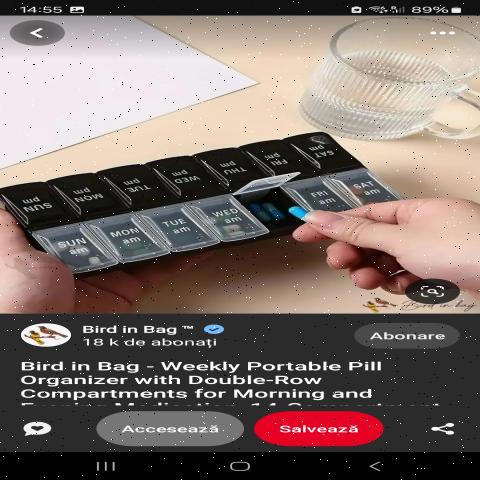 14:55
89%
SUN pm
MON pm
TUE pm
WED pm
THU pm
FRI pm
SAT pm
SUN am
MON am
TUE am
WED am
FRI am
SAT am
Bird in bag
Bird in Bag ™
18 k de abonați
Abonare
Bird in Bag - Weekly Portable Pill
Organizer with Double-Row
Compartments for Morning and
Accesează
Salvează